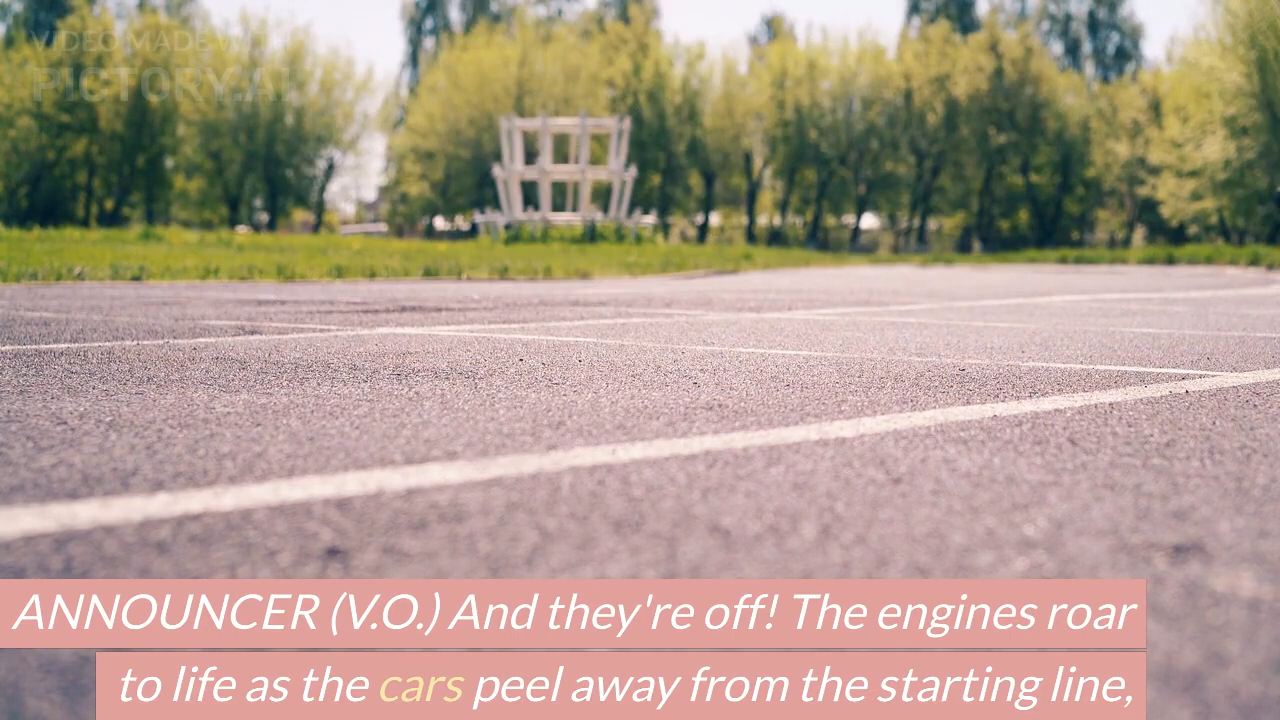 VIDEO MADE WITH
PICTORY.AI
ANNOUNCER (V.O.) And they're off! The engines roar
to life as the cars peel away from the starting line,